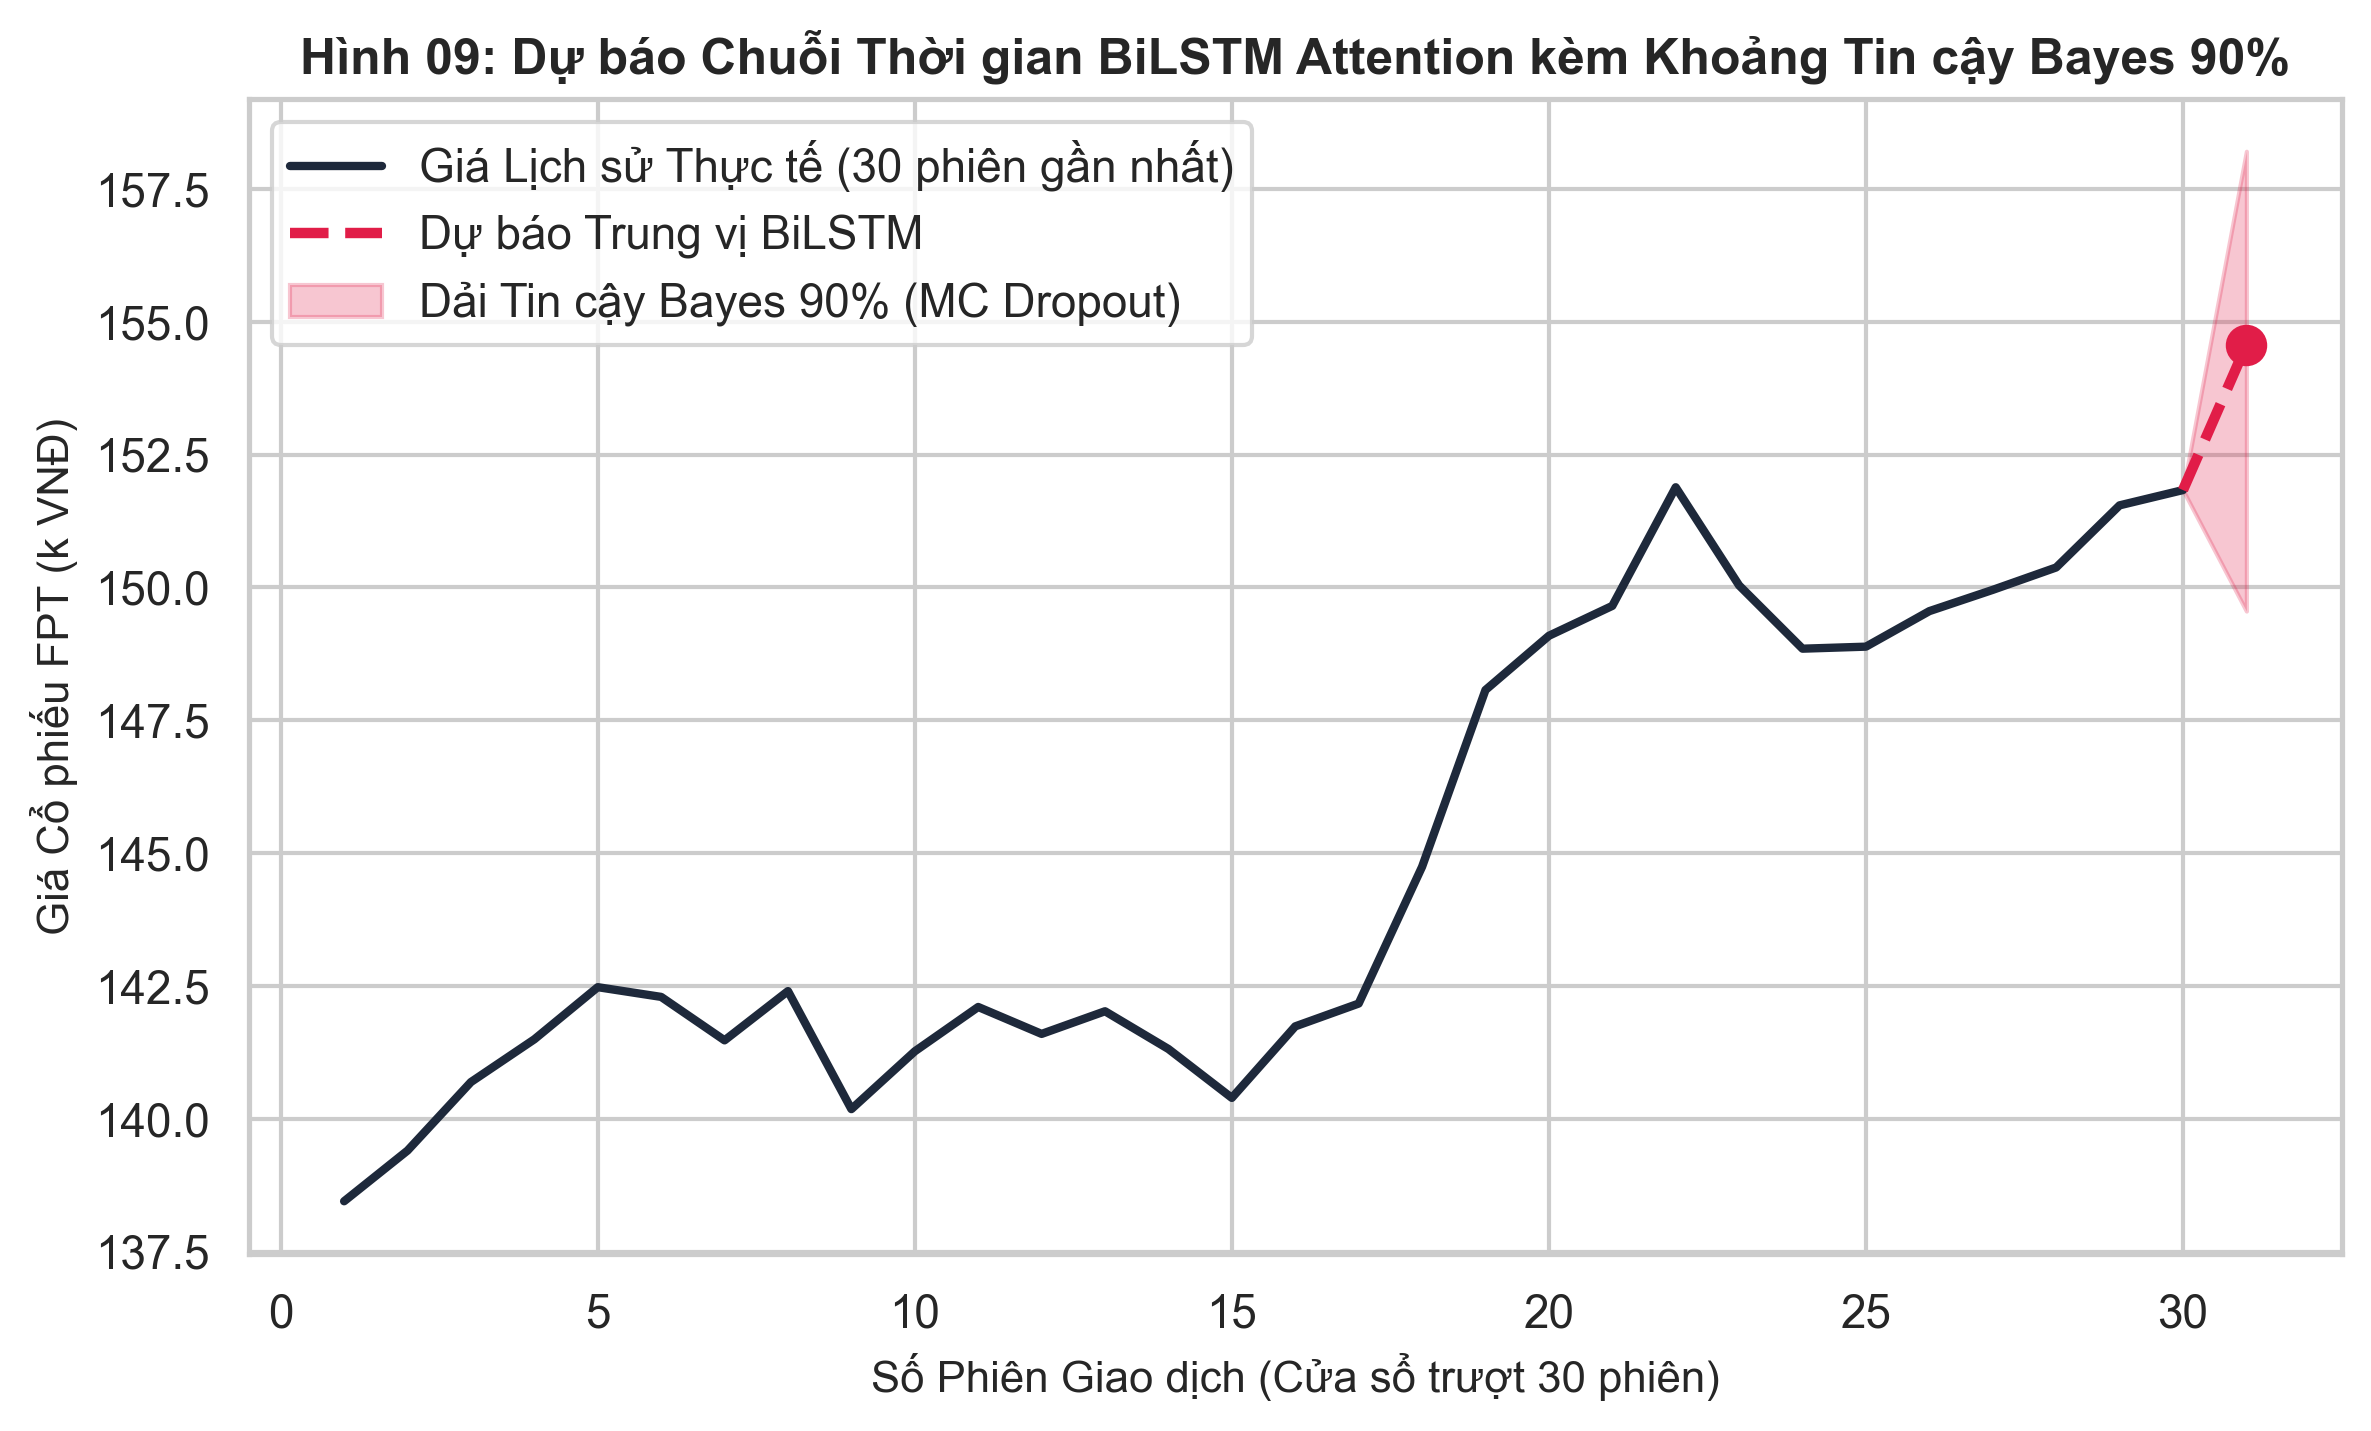 Hình 09: Dự báo Chuỗi Thời gian BiLSTM Attention kèm Khoảng Tin cậy Bayes 90%
Giá Lịch sử Thực tế (30 phiên gần nhất)
Dự báo Trung vị BiLSTM
Dải Tin cậy Bayes 90% (MC Dropout)
Giá Cổ phiếu FPT (k VNĐ)
157.5
155.0
152.5
150.0
147.5
145.0
142.5
140.0
137.5
0 5 10 15 20 25 30
Số Phiên Giao dịch (Cửa sổ trượt 30 phiên)